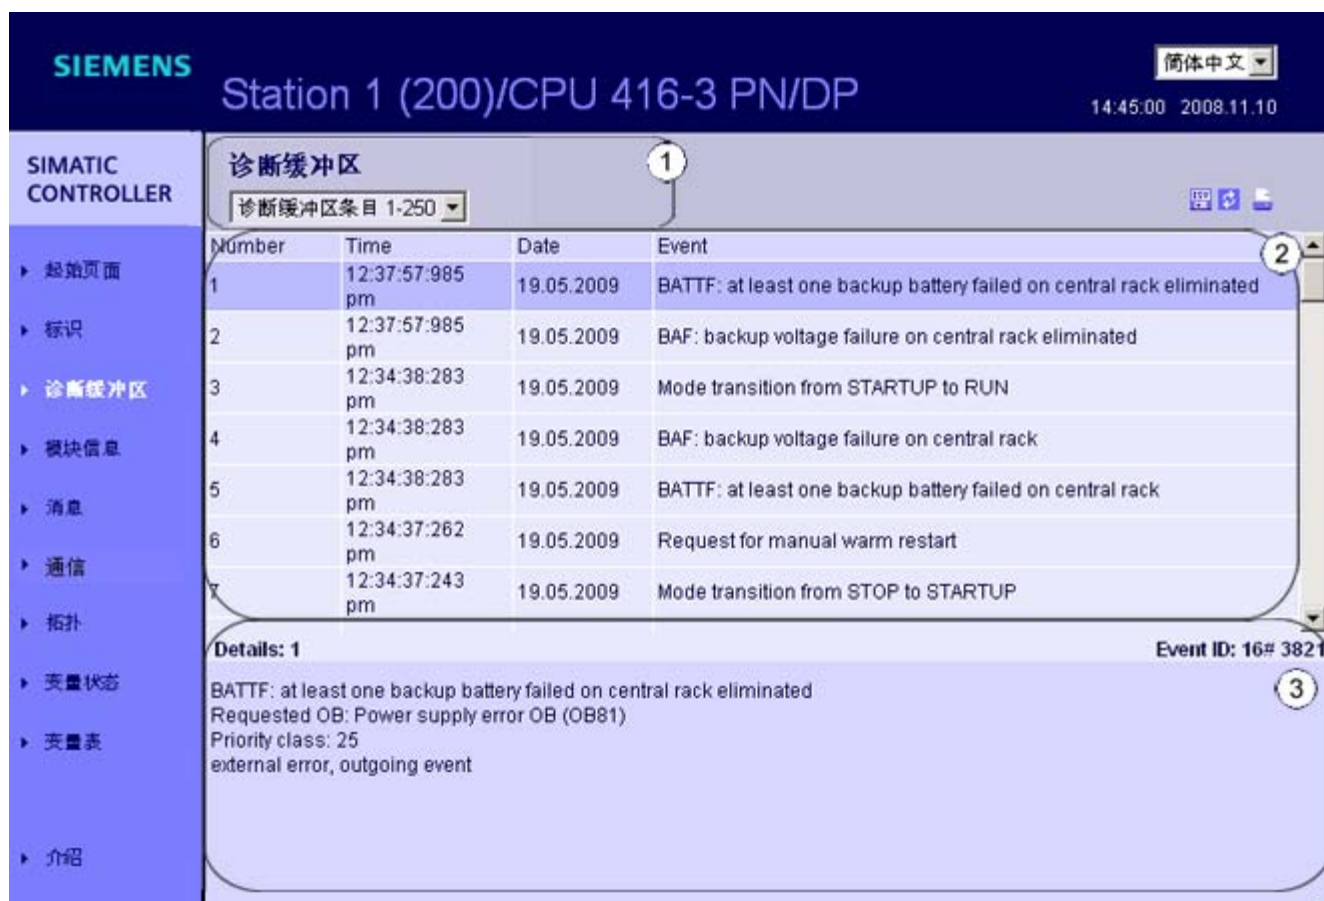 SIEMENS
Station 1 (200)/CPU 416-3 PN/DP
简体中文
14:45:00 2008.11.10
SIMATIC
CONTROLLER
起始页面
标识
诊断缓冲区
模块信息
消息
通信
拓扑
变量状态
变量表
介绍
诊断缓冲区
1
诊断缓冲区条目 1-250
Number Time Date Event
2
1 12:37:57:985 pm 19.05.2009 BATTF: at least one backup battery failed on central rack eliminated
2 12:37:57:985 pm 19.05.2009 BAF: backup voltage failure on central rack eliminated
3 12:34:38:283 pm 19.05.2009 Mode transition from STARTUP to RUN
4 12:34:38:283 pm 19.05.2009 BAF: backup voltage failure on central rack
5 12:34:38:283 pm 19.05.2009 BATTF: at least one backup battery failed on central rack
6 12:34:37:262 pm 19.05.2009 Request for manual warm restart
7 12:34:37:243 pm 19.05.2009 Mode transition from STOP to STARTUP
Details: 1 Event ID: 16# 3821
3
BATTF: at least one backup battery failed on central rack eliminated
Requested OB: Power supply error OB (OB81)
Priority class: 25
external error, outgoing event